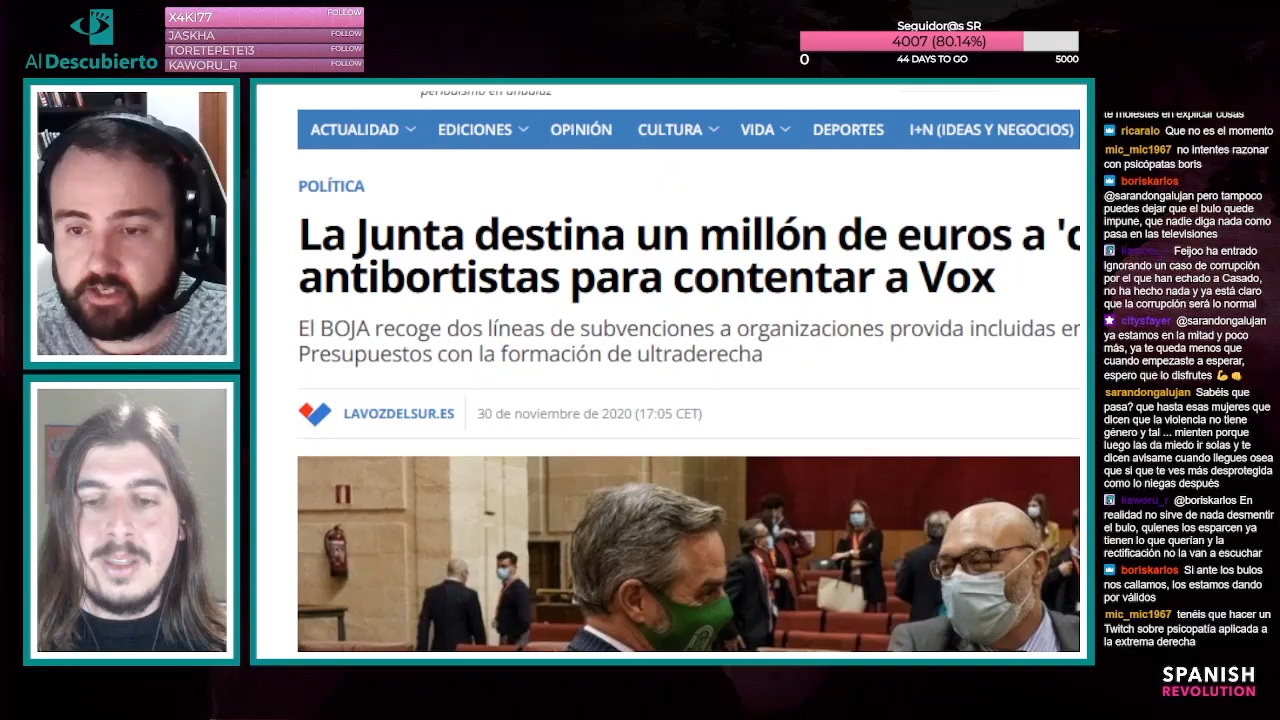 Al Descubierto
X4KI77 FOLLOW
JASKHA FOLLOW
TORETEPETE13 FOLLOW
KAWORU_R FOLLOW
Seguidor@s SR
4007 (80.14%)
0 44 DAYS TO GO 5000
periodismo en andaluz
ACTUALIDAD EDICIONES OPINIÓN CULTURA VIDA DEPORTES I+N (IDEAS Y NEGOCIOS)
POLÍTICA
La Junta destina un millón de euros a 'c
antibortistas para contentar a Vox
El BOJA recoge dos líneas de subvenciones a organizaciones provida incluidas en
Presupuestos con la formación de ultraderecha
LAVOZDELSUR.ES 30 de noviembre de 2020 (17:05 CET)
te molestes en explicar cosas
ricaralo Que no es el momento
mic_mic1967 no intentes razonar
con psicópatas boris
boriskarlos
@sarandongalujan pero tampoco
puedes dejar que el bulo quede
impune, que nadie diga nada como
pasa en las televisiones
Feijoo ha entrado
ignorando un caso de corrupción
por el que han echado a Casado,
no ha hecho nada y ya está claro
que la corrupción será lo normal
citysfayer @sarandongalujan
ya estamos en la mitad y poco
más, ya te queda menos que
cuando empezaste a esperar,
espero que lo disfrutes
sarandongalujan Sabéis que
pasa? que hasta esas mujeres que
dicen que la violencia no tiene
género y tal ... mienten porque
luego las da miedo ir solas y te
dicen avisame cuando llegues osea
que si que te ves más desprotegida
como lo niegas después
kaworu_r @boriskarlos En
realidad no sirve de nada desmentir
el bulo, quienes los esparcen ya
tienen lo que querían y la
rectificación no la van a escuchar
boriskarlos Si ante los bulos
nos callamos, los estamos dando
por válidos
mic_mic1967 tenéis que hacer un
Twitch sobre psicopatía aplicada a
la extrema derecha
SPANISH
REVOLUTION